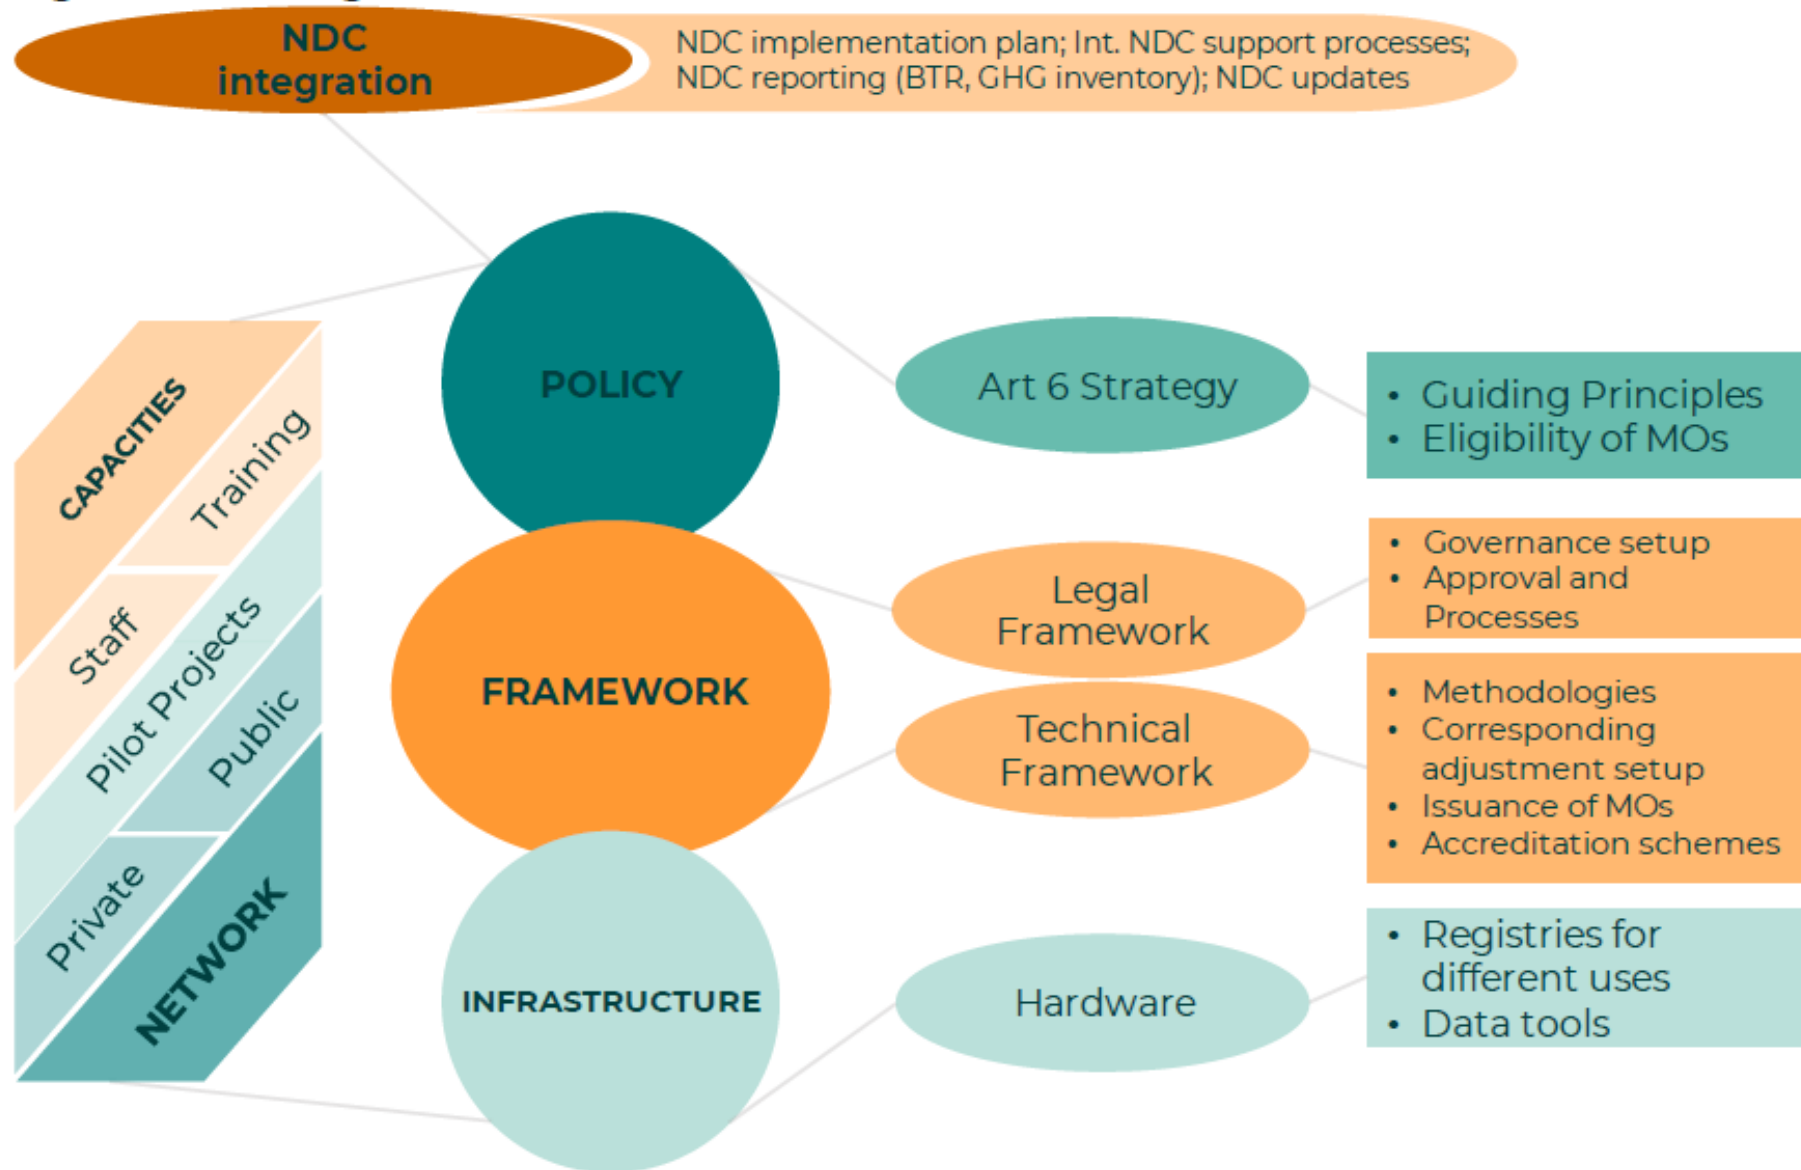 NDC
integration
NDC implementation plan; Int. NDC support processes;
NDC reporting (BTR, GHG inventory); NDC updates
CAPACITIES
Training
Staff
Pilot Projects
Public
Private
NETWORK
POLICY
Art 6 Strategy
• Guiding Principles
• Eligibility of MOs
FRAMEWORK
Legal
Framework
• Governance setup
• Approval and
Processes
Technical
Framework
• Methodologies
• Corresponding
adjustment setup
• Issuance of MOs
• Accreditation schemes
INFRASTRUCTURE
Hardware
• Registries for
different uses
• Data tools